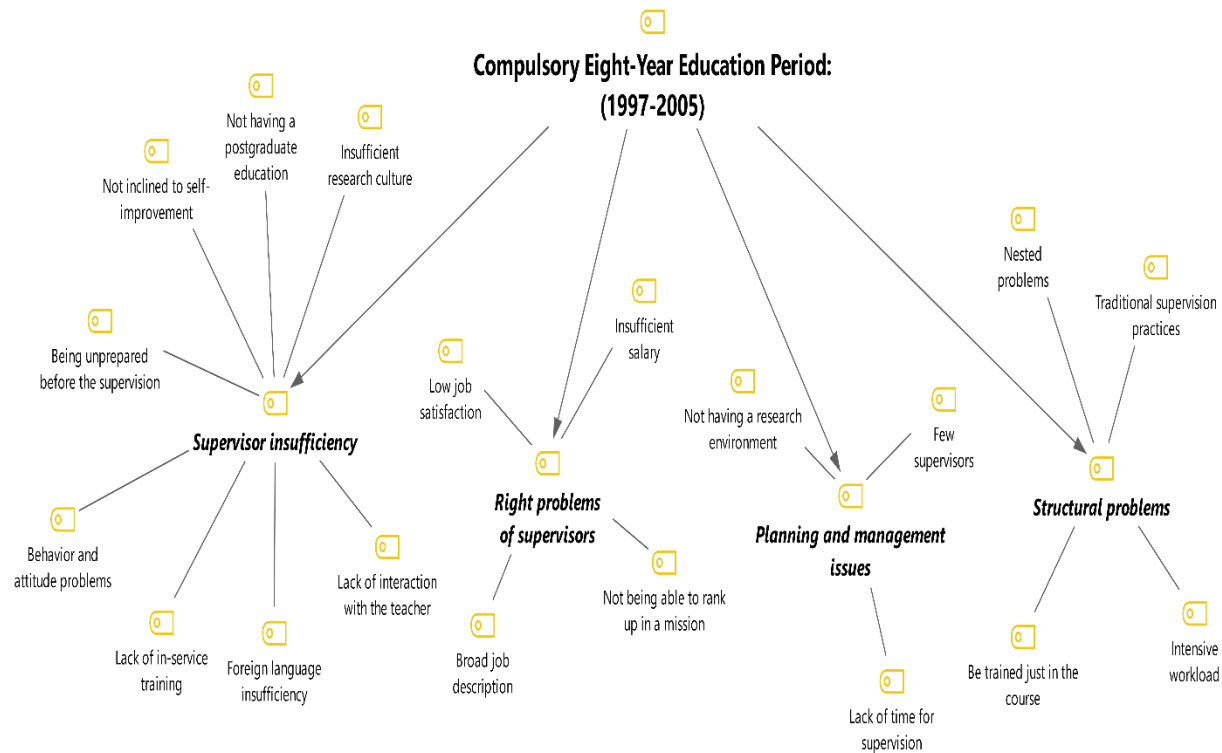 Compulsory Eight-Year Education Period:
(1997-2005)
Not having a
postgraduate
education
Insufficient
research culture
Not inclined to self-
improvement
Being unprepared
before the supervision
Supervisor insufficiency
Behavior and
attitude problems
Lack of in-service
training
Foreign language
insufficiency
Lack of interaction
with the teacher
Low job
satisfaction
Insufficient
salary
Right problems
of supervisors
Broad job
description
Not being able to rank
up in a mission
Not having a research
environment
Few
supervisors
Planning and management
issues
Lack of time for
supervision
Nested
problems
Traditional supervision
practices
Structural problems
Be trained just in the
course
Intensive
workload